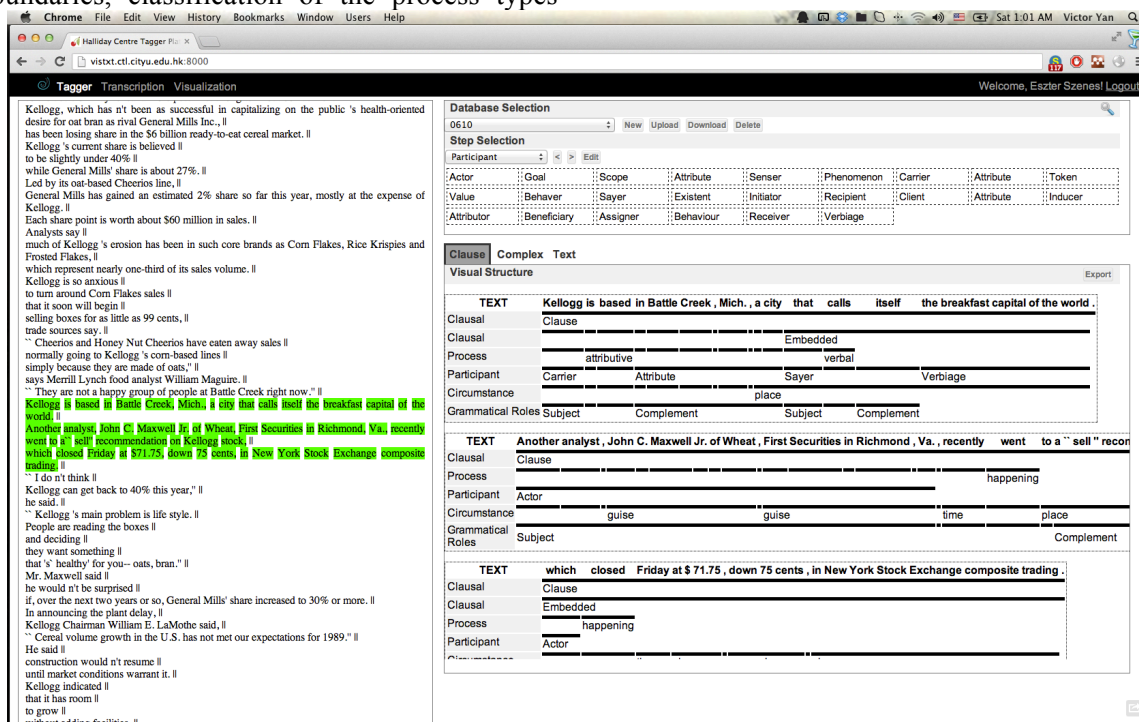 oundaries, classification of the process types
Chrome File Edit View History Bookmarks Window Users Help
Sat 1:01 AM Victor Yan
Halliday Centre Tagger Pla
vistxt.ctl.cityu.edu.hk:8000
117
Tagger Transcription Visualization
Welcome, Eszter Szenes! Logout
Kellogg, which has n't been as successful in capitalizing on the public 's health-oriented
desire for oat bran as rival General Mills Inc., ||
has been losing share in the $6 billion ready-to-eat cereal market. ||
Kellogg 's current share is believed ||
to be slightly under 40% ||
while General Mills' share is about 27%. ||
Led by its oat-based Cheerios line, ||
General Mills has gained an estimated 2% share so far this year, mostly at the expense of
Kellogg. ||
Each share point is worth about $60 million in sales. ||
Analysts say ||
much of Kellogg 's erosion has been in such core brands as Corn Flakes, Rice Krispies and
Frosted Flakes, ||
which represent nearly one-third of its sales volume. ||
Kellogg is so anxious ||
to turn around Corn Flakes sales ||
that it soon will begin ||
selling boxes for as little as 99 cents, ||
trade sources say. ||
`` Cheerios and Honey Nut Cheerios have eaten away sales ||
normally going to Kellogg 's corn-based lines ||
simply because they are made of oats," ||
says Merrill Lynch food analyst William Maguire. ||
`` They are not a happy group of people at Battle Creek right now." ||
Kellogg is based in Battle Creek, Mich., a city that calls itself the breakfast capital of the
world. ||
Another analyst, John C. Maxwell Jr. of Wheat, First Securities in Richmond, Va., recently
went to a`` sell" recommendation on Kellogg stock, ||
which closed Friday at $71.75, down 75 cents, in New York Stock Exchange composite
trading. ||
`` I do n't think ||
Kellogg can get back to 40% this year," ||
he said. ||
`` Kellogg 's main problem is life style. ||
People are reading the boxes ||
and deciding ||
they want something ||
that 's` healthy' for you-- oats, bran." ||
Mr. Maxwell said ||
he would n't be surprised ||
if, over the next two years or so, General Mills' share increased to 30% or more. ||
In announcing the plant delay, ||
Kellogg Chairman William E. LaMothe said, ||
`` Cereal volume growth in the U.S. has not met our expectations for 1989." ||
He said ||
construction would n't resume ||
until market conditions warrant it. ||
Kellogg indicated ||
that it has room ||
to grow ||
without adding facilities. ||
Database Selection
0610 New Upload Download Delete
Step Selection
Participant < > Edit
Actor Goal Scope Attribute Senser Phenomenon Carrier Attribute Token
Value Behaver Sayer Existent Initiator Recipient Client Attribute Inducer
Attributor Beneficiary Assigner Behaviour Receiver Verbiage
Clause Complex Text
Visual Structure Export
TEXT Kellogg is based in Battle Creek , Mich. , a city that calls itself the breakfast capital of the world .
Clausal Clause
Clausal Embedded
Process attributive verbal
Participant Carrier Attribute Sayer Verbiage
Circumstance place
Grammatical Roles Subject Complement Subject Complement
TEXT Another analyst , John C. Maxwell Jr. of Wheat , First Securities in Richmond , Va. , recently went to a `` sell " recon
Clausal Clause
Process happening
Participant Actor
Circumstance guise guise time place
Grammatical
Roles Subject Complement
TEXT which closed Friday at $ 71.75 , down 75 cents , in New York Stock Exchange composite trading .
Clausal Clause
Clausal Embedded
Process happening
Participant Actor
Circumstance